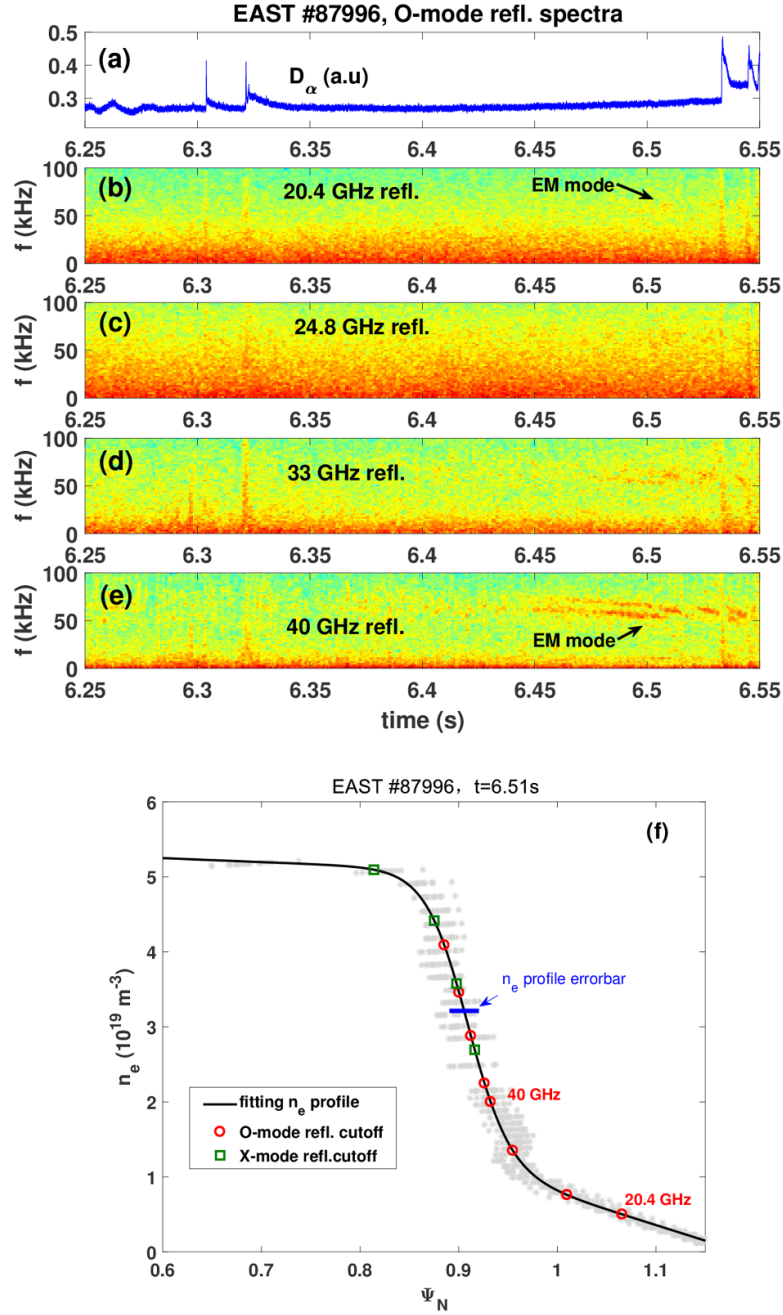 EAST #87996, O-mode refl. spectra
0.5
0.4
0.3
(a)
Dα (a.u)
6.25 6.3 6.35 6.4 6.45 6.5 6.55
f (kHz)
100
50
0
(b)
20.4 GHz refl.
EM mode
6.25 6.3 6.35 6.4 6.45 6.5 6.55
f (kHz)
100
50
0
(c)
24.8 GHz refl.
6.25 6.3 6.35 6.4 6.45 6.5 6.55
f (kHz)
100
50
0
(d)
33 GHz refl.
6.25 6.3 6.35 6.4 6.45 6.5 6.55
f (kHz)
100
50
0
(e)
40 GHz refl.
EM mode
6.25 6.3 6.35 6.4 6.45 6.5 6.55
time (s)
EAST #87996, t=6.51s
(f)
n_e (10^19 m^-3)
6
5
4
3
2
1
0
n_e profile errorbar
40 GHz
20.4 GHz
fitting n_e profile
O-mode refl. cutoff
X-mode refl.cutoff
0.6 0.7 0.8 0.9 1 1.1
Ψ_N